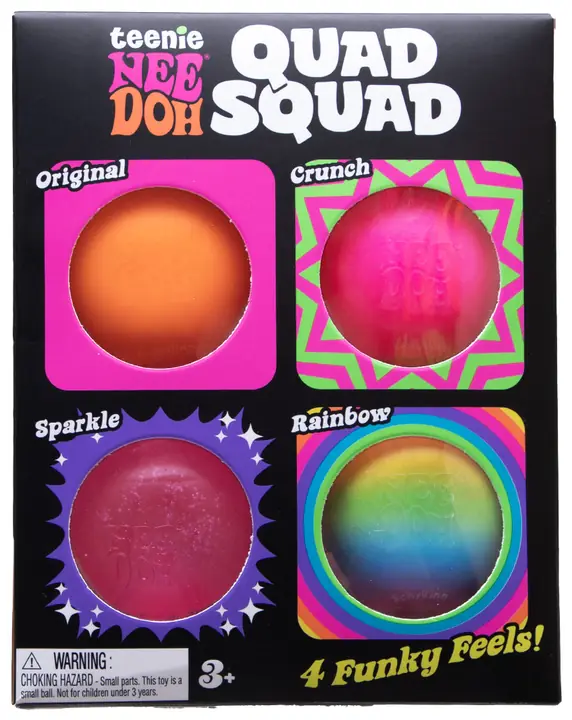 teenie
NEE
DOH
QUAD
SQUAD
Original
Crunch
Sparkle
Rainbow
WARNING :
CHOKING HAZARD - Small parts. This toy is a
small ball. Not for children under 3 years.
3+
4 Funky Feels!